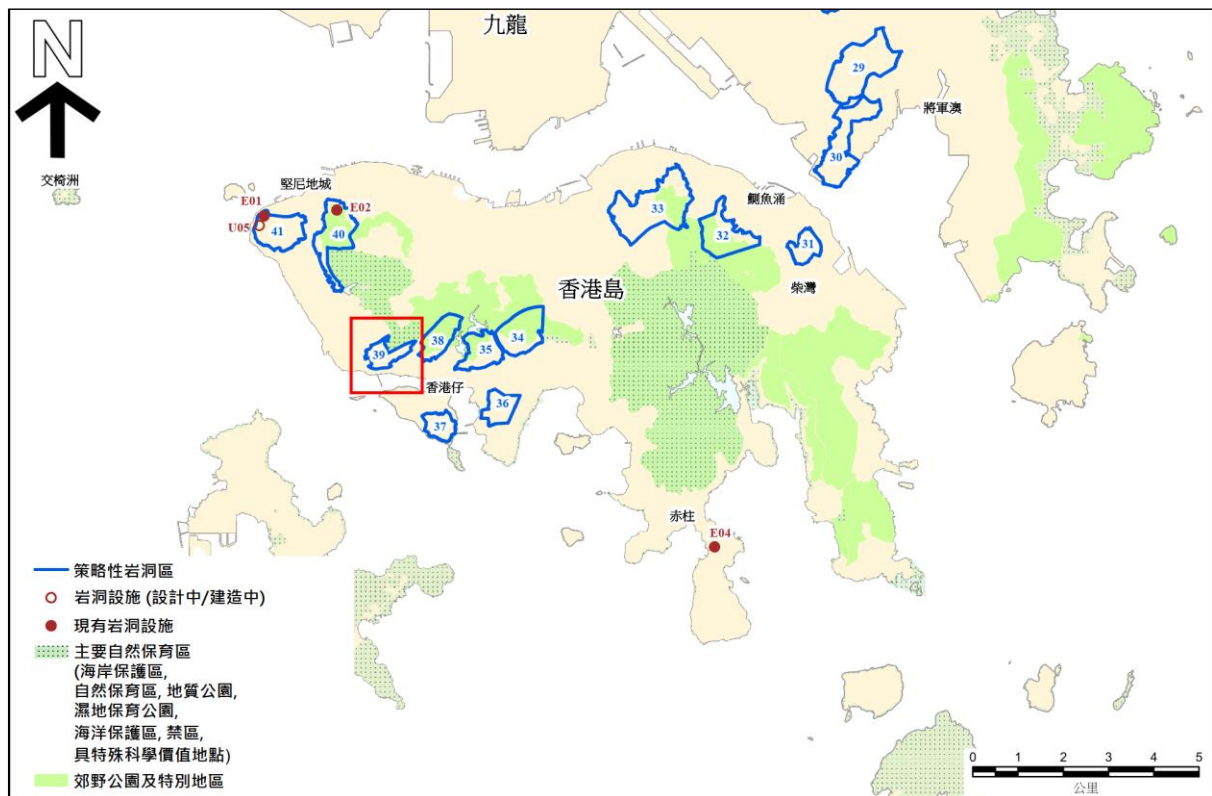 九龍
N
29
將軍澳
30
交椅洲
堅尼地城
E01
E02
U05
41
40
33
鰂魚涌
32
31
柴灣
香港島
38
34
35
39
香港仔
36
37
赤柱
E04
策略性岩洞區
岩洞設施 (設計中/建造中)
現有岩洞設施
主要自然保育區
(海岸保護區,
自然保育區, 地質公園,
濕地保育公園,
海洋保護區, 禁區,
具特殊科學價值地點)
郊野公園及特別地區
0 1 2 3 4 5
公里